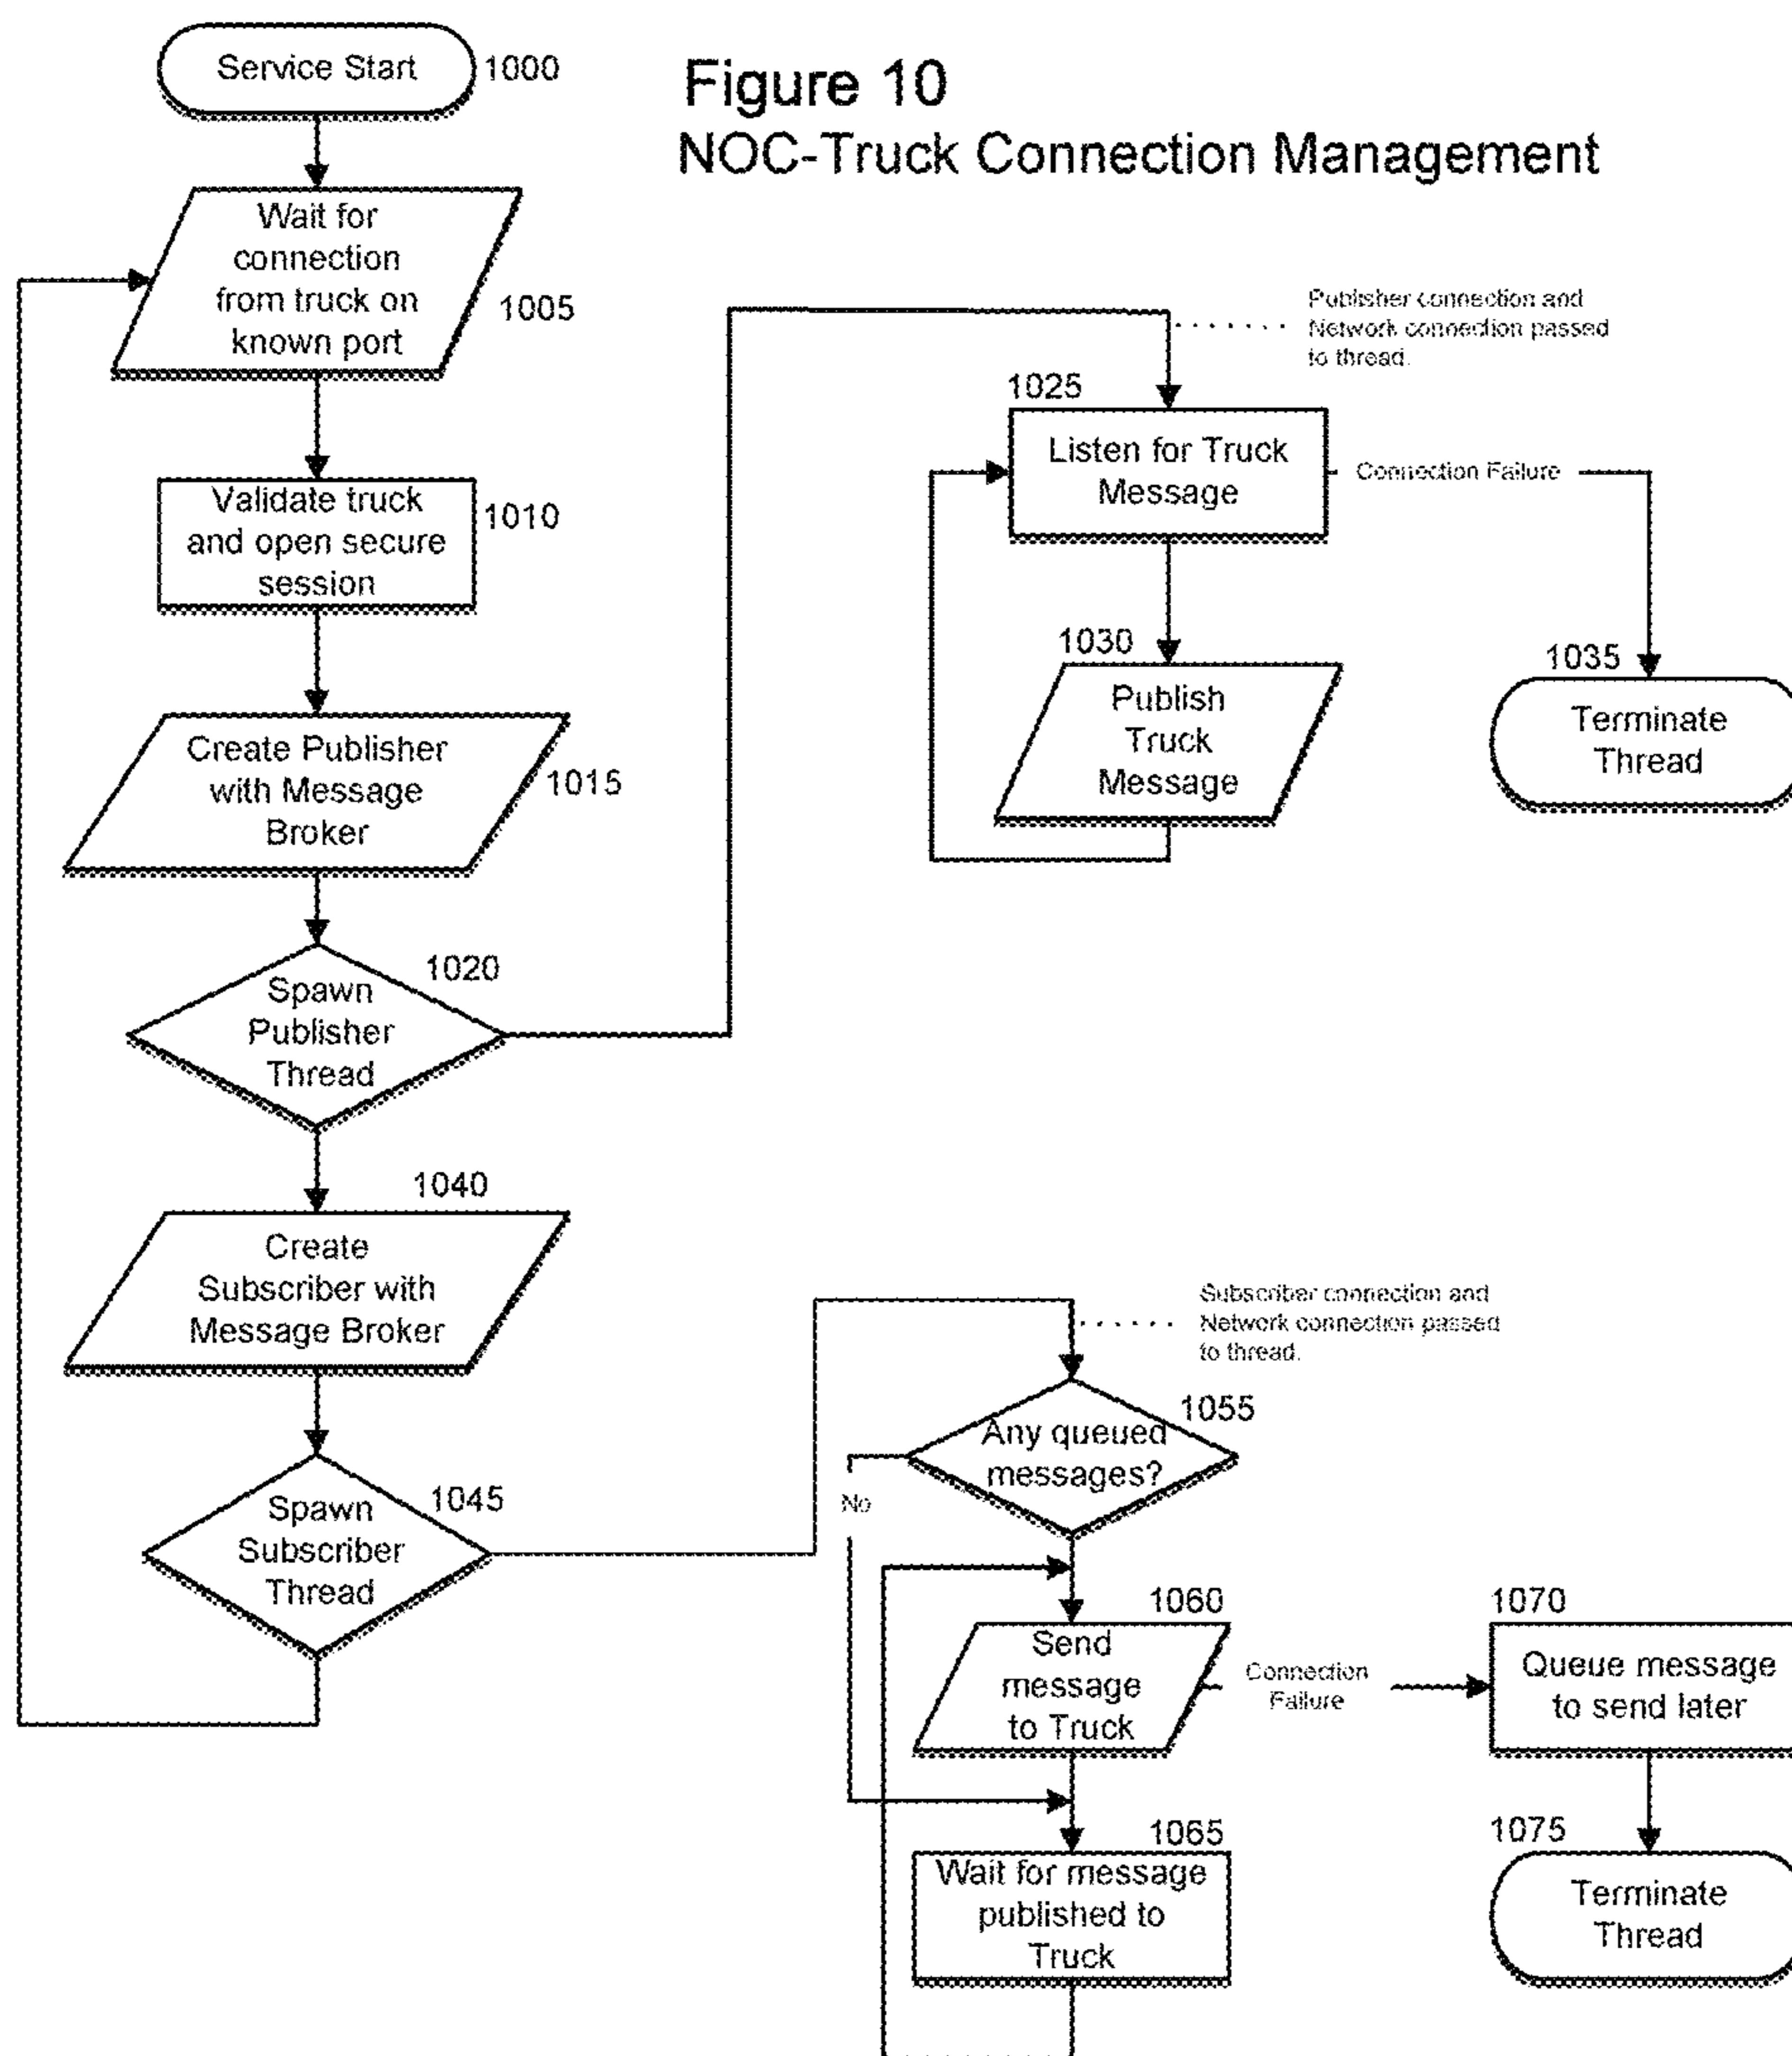 Service Start
1000
Figure 10
NOC-Truck Connection Management
Wait for
connection
from truck on
known port
1005
Validate truck
and open secure
session
1010
Create Publisher
with Message
Broker
1015
Spawn
Publisher
Thread
1020
Publisher connection and
Network connection passed
to thread.
1025
Listen for Truck
Message
Connection Failure
1030
Publish
Truck
Message
1035
Terminate
Thread
1040
Create
Subscriber with
Message Broker
1045
Spawn
Subscriber
Thread
Subscriber connection and
Network connection passed
to thread.
1055
Any queued
messages?
No
1060
Send
message
to Truck
Connection
Failure
1070
Queue message
to send later
1065
Wait for message
published to
Truck
1075
Terminate
Thread